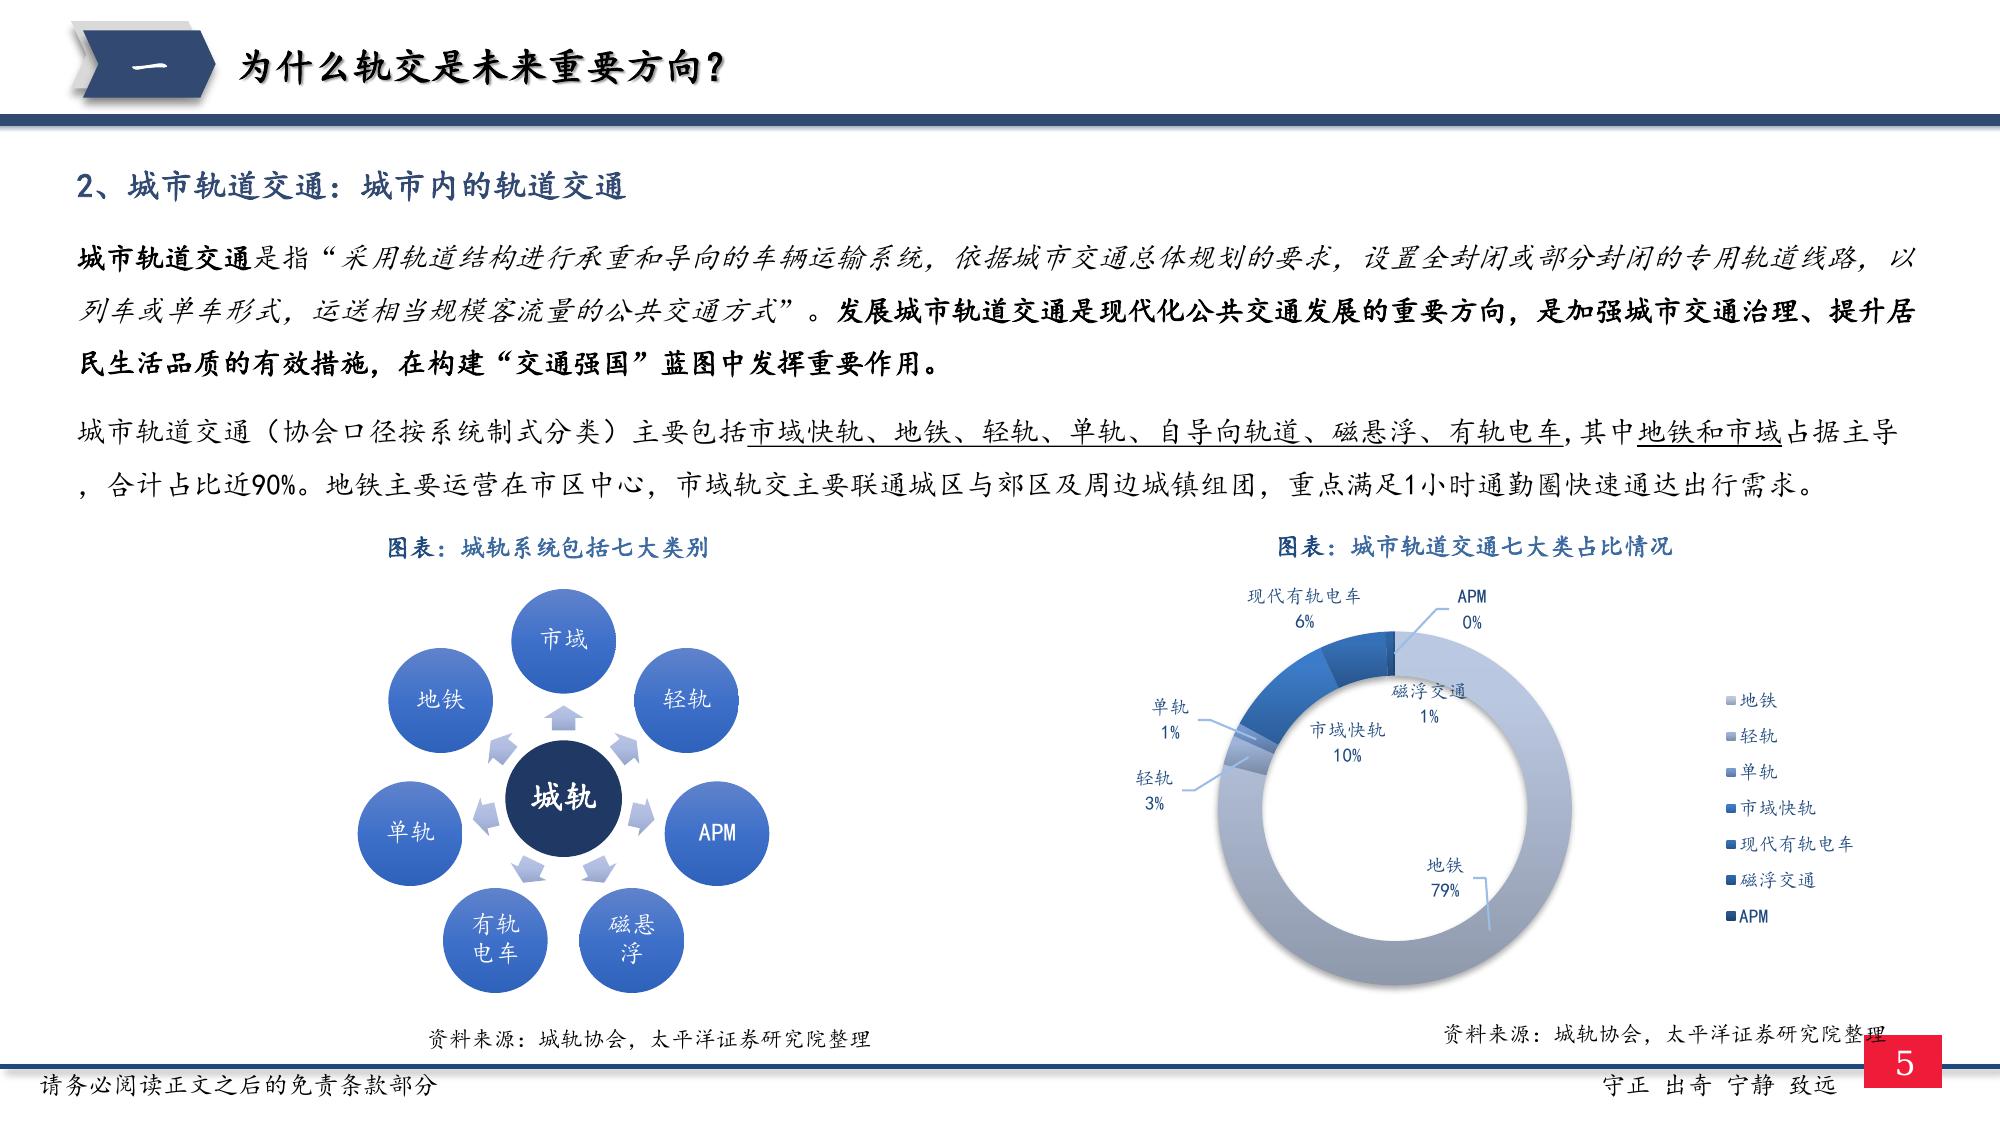 一
为什么轨交是未来重要方向？
2、城市轨道交通：城市内的轨道交通
城市轨道交通是指“采用轨道结构进行承重和导向的车辆运输系统，依据城市交通总体规划的要求，设置全封闭或部分封闭的专用轨道线路，以
列车或单车形式，运送相当规模客流量的公共交通方式”。发展城市轨道交通是现代化公共交通发展的重要方向，是加强城市交通治理、提升居
民生活品质的有效措施，在构建“交通强国”蓝图中发挥重要作用。
城市轨道交通（协会口径按系统制式分类）主要包括市域快轨、地铁、轻轨、单轨、自导向轨道、磁悬浮、有轨电车,其中地铁和市域占据主导
，合计占比近90%。地铁主要运营在市区中心，市域轨交主要联通城区与郊区及周边城镇组团，重点满足1小时通勤圈快速通达出行需求。
图表：城轨系统包括七大类别
市域
地铁
轻轨
城轨
单轨
APM
有轨
电车
磁悬
浮
资料来源：城轨协会，太平洋证券研究院整理
图表：城市轨道交通七大类占比情况
现代有轨电车
6%
APM
0%
磁浮交通
1%
单轨
1%
市域快轨
10%
轻轨
3%
地铁
79%
地铁
轻轨
单轨
市域快轨
现代有轨电车
磁浮交通
APM
资料来源：城轨协会，太平洋证券研究院整理
请务必阅读正文之后的免责条款部分
守正 出奇 宁静 致远
5